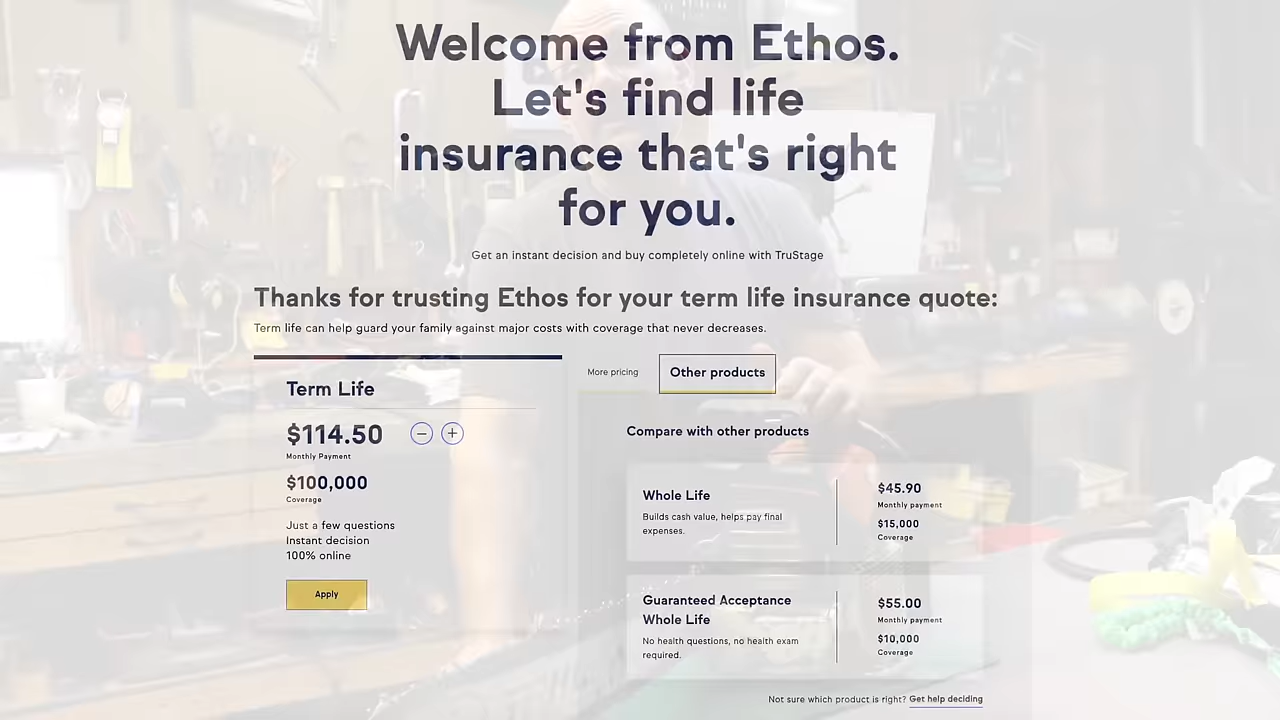 Welcome from Ethos.
Let's find life
insurance that's right
for you.
Get an instant decision and buy completely online with TruStage
Thanks for trusting Ethos for your term life insurance quote:
Term life can help guard your family against major costs with coverage that never decreases.
Term Life
$114.50
Monthly Payment
$100,000
Coverage
Just a few questions
Instant decision
100% online
Apply
More pricing
Other products
Compare with other products
Whole Life
Builds cash value, helps pay final
expenses.
$45.90
Monthly payment
$15,000
Coverage
Guaranteed Acceptance
Whole Life
No health questions, no health exam
required.
$55.00
Monthly payment
$10,000
Coverage
Not sure which product is right? Get help deciding